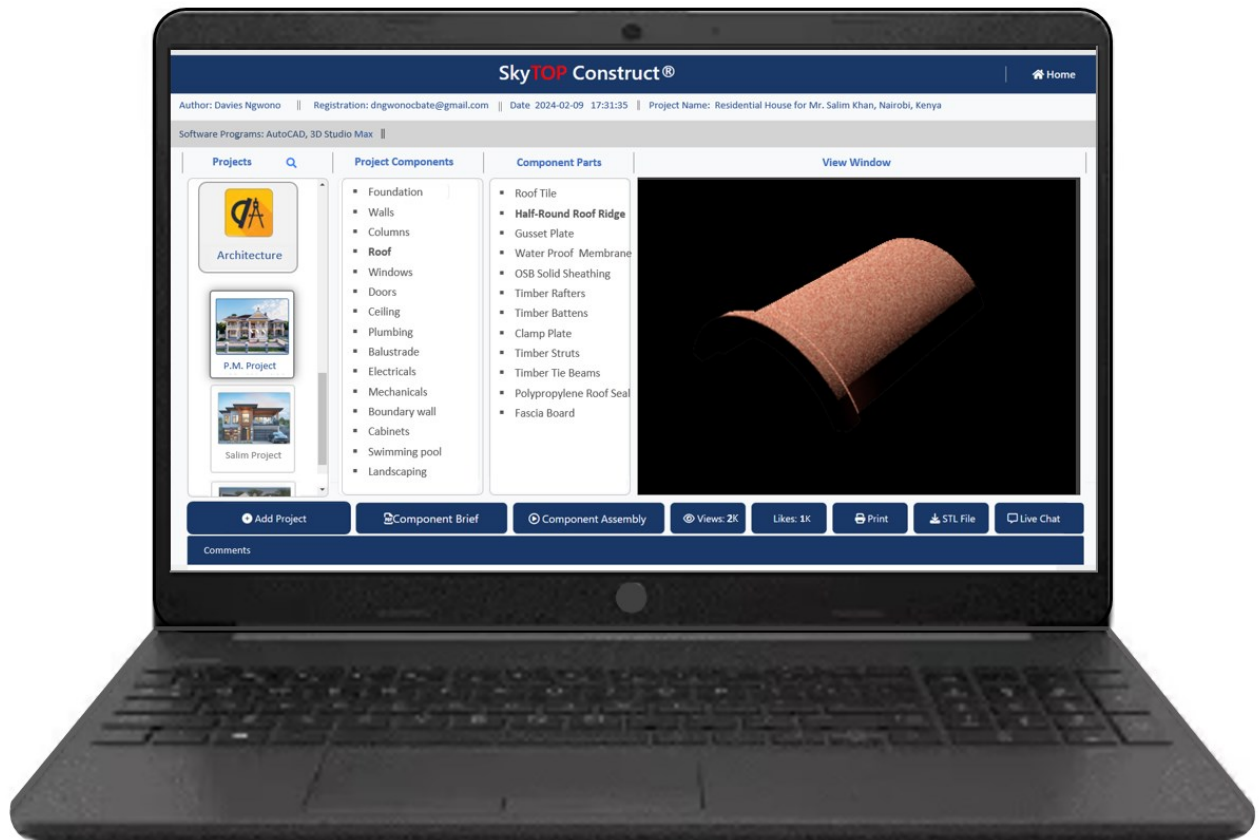 SkyTOP Construct®
Home
Author: Davies Ngwono || Registration: dngwonocbate@gmail.com || Date 2024-02-09 17:31:35 || Project Name: Residential House for Mr. Salim Khan, Nairobi, Kenya
Software Programs: AutoCAD, 3D Studio Max ||
Projects
Architecture
P.M. Project
Salim Project
Project Components
Foundation
Walls
Columns
Roof
Windows
Doors
Ceiling
Plumbing
Balustrade
Electricals
Mechanicals
Boundary wall
Cabinets
Swimming pool
Landscaping
Component Parts
Roof Tile
Half-Round Roof Ridge
Gusset Plate
Water Proof Membrane
OSB Solid Sheathing
Timber Rafters
Timber Battens
Clamp Plate
Timber Struts
Timber Tie Beams
Polypropylene Roof Seal
Fascia Board
View Window
Add Project
Component Brief
Component Assembly
Views: 2K
Likes: 1K
Print
STL File
Live Chat
Comments